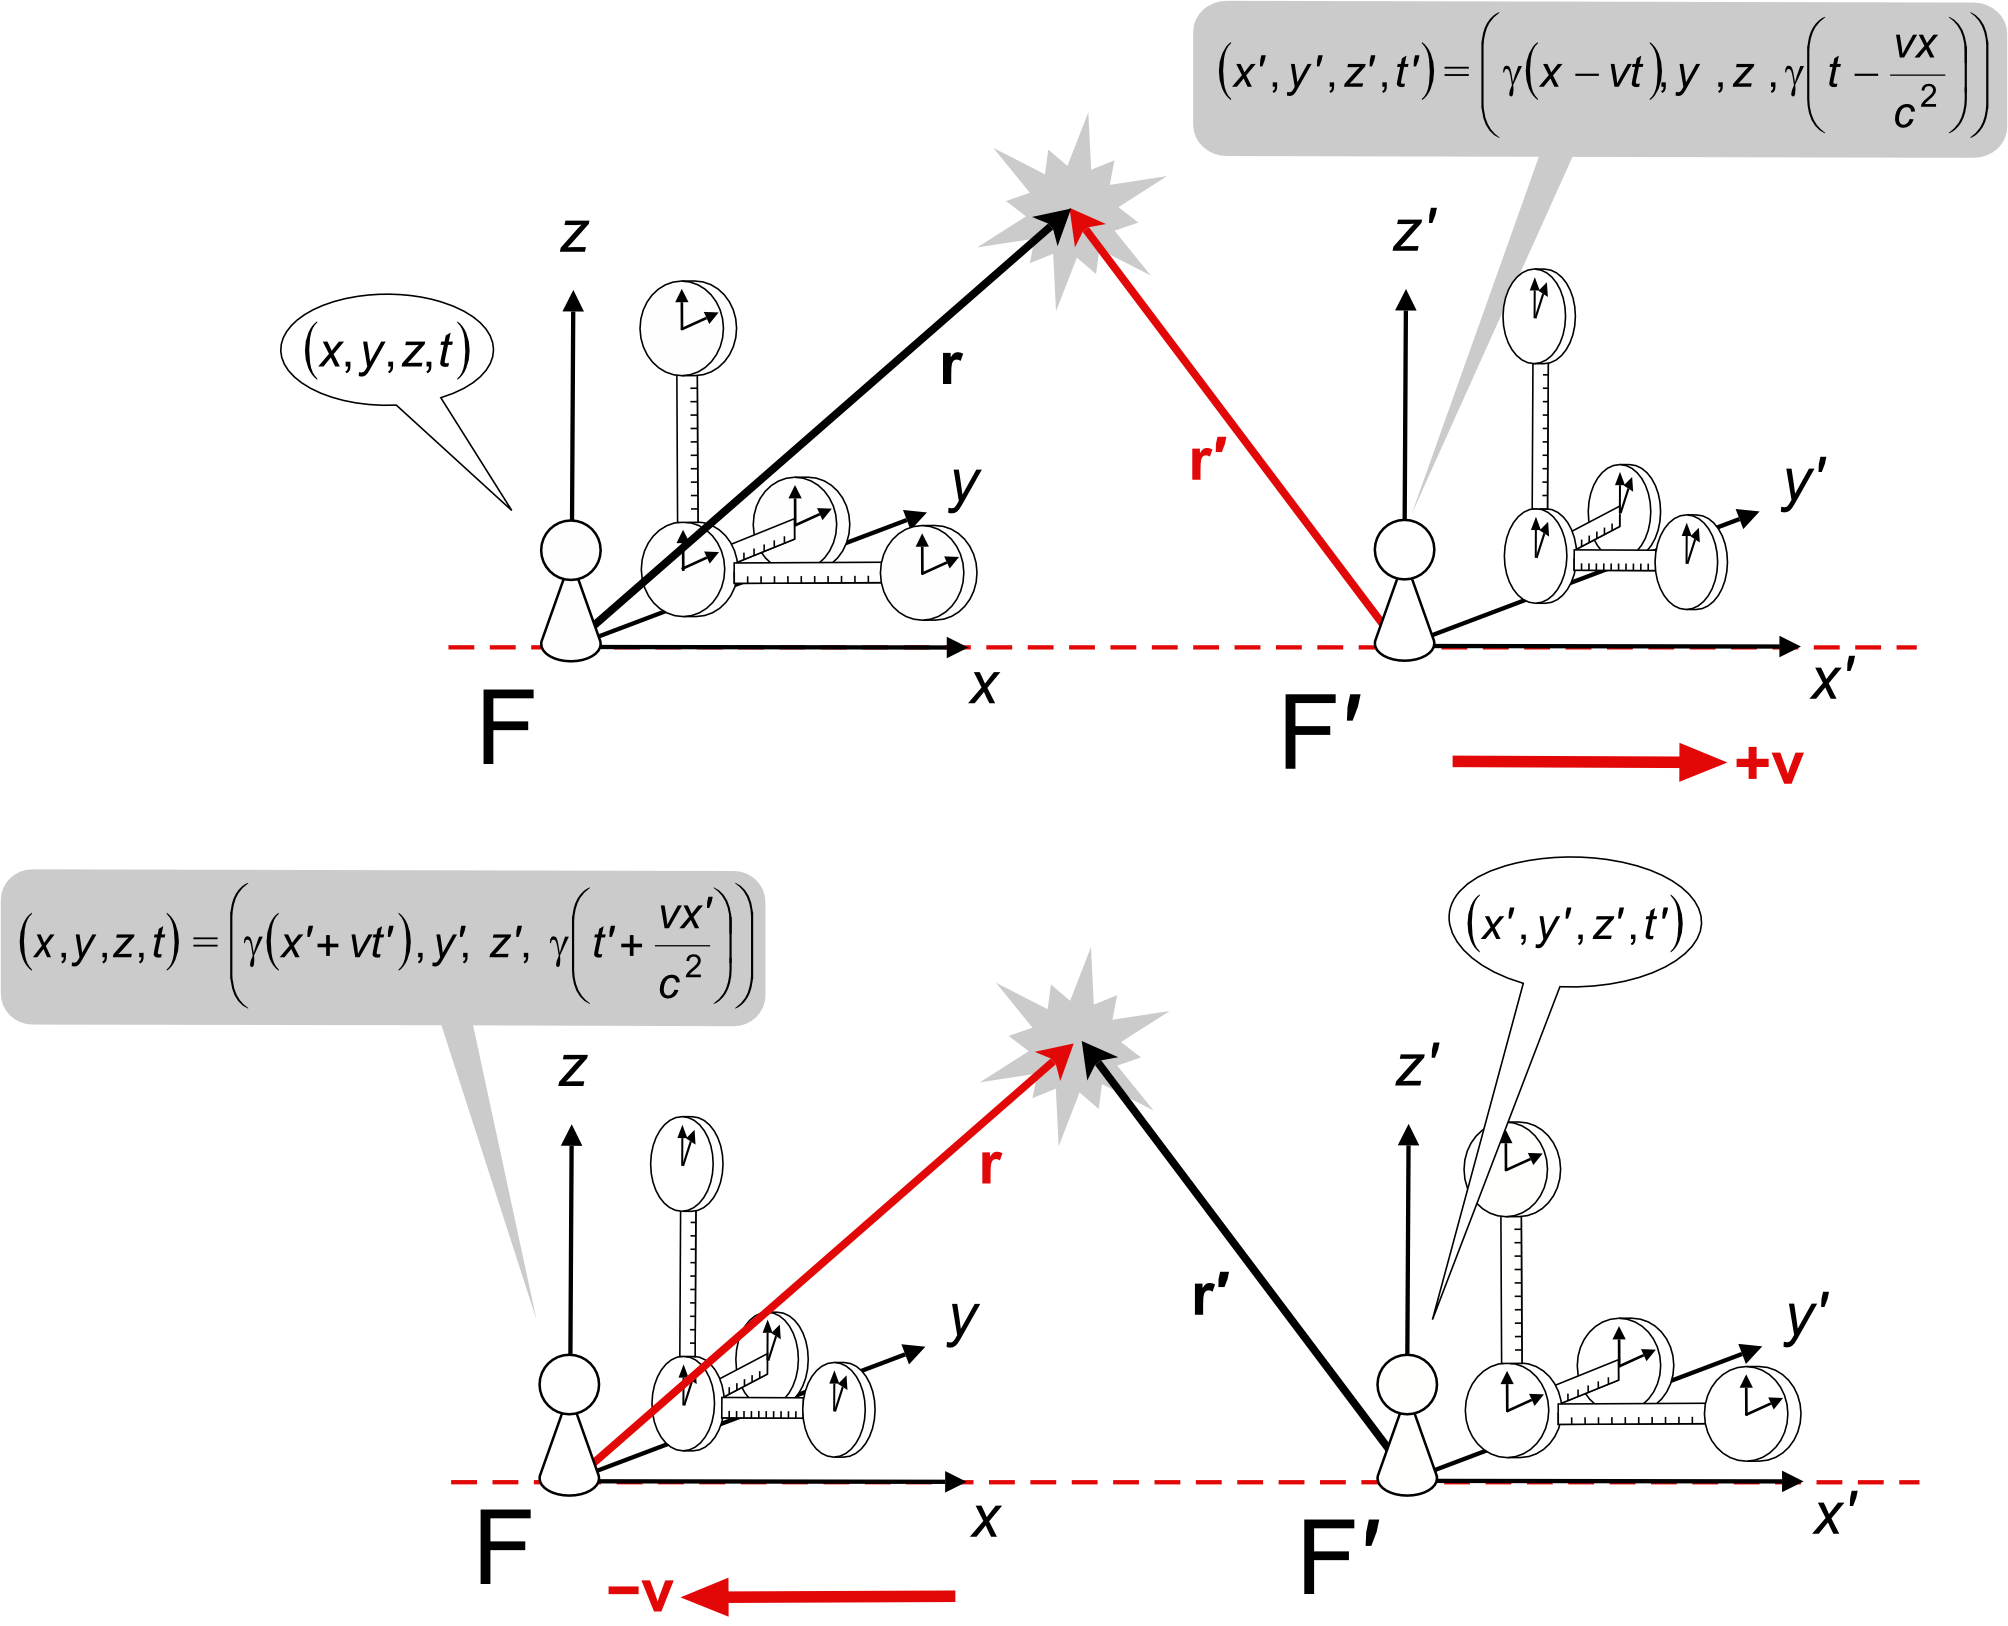 (x′, y′, z′, t′) = (γ(x − vt), y , z , γ(t − vx/c²))
z
z′
(x, y, z, t)
r
r′
y
y′
x
x′
F
F′
+v
(x, y, z, t) = (γ(x′+ vt′), y′, z′, γ(t′+ vx′/c²))
(x′, y′, z′, t′)
z
z′
r
r′
y
y′
x
x′
F
F′
−v